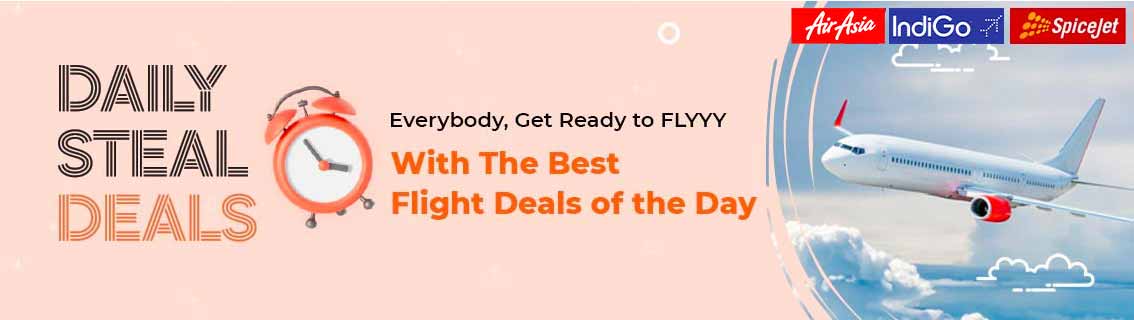 DAILY
STEAL
DEALS
Everybody, Get Ready to FLYYY
With The Best
Flight Deals of the Day
AirAsia
IndiGo
SpiceJet